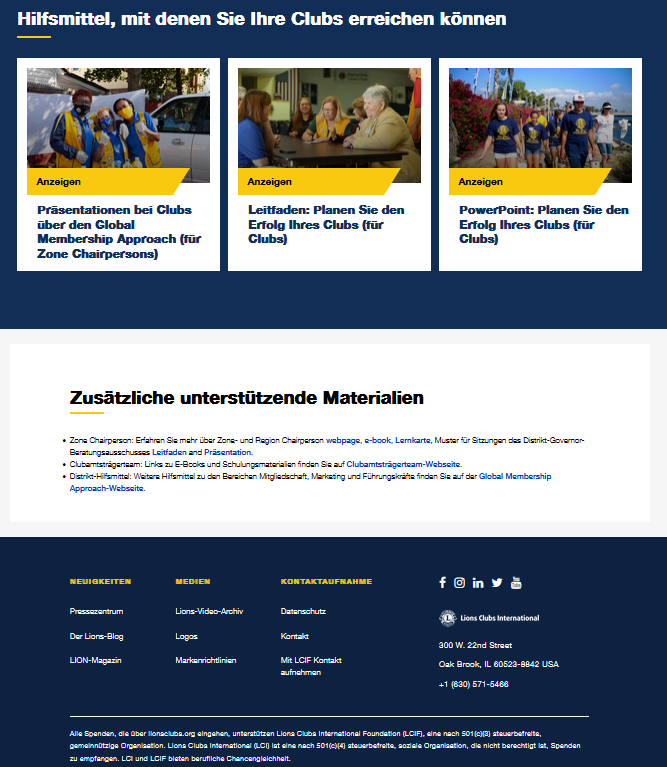 Hilfsmittel, mit denen Sie Ihre Clubs erreichen können
Anzeigen
Präsentationen bei Clubs
über den Global
Membership Approach (für
Zone Chairpersons)
Anzeigen
Leitfaden: Planen Sie den
Erfolg Ihres Clubs (für
Clubs)
Anzeigen
PowerPoint: Planen Sie den
Erfolg Ihres Clubs (für
Clubs)
Zusätzliche unterstützende Materialien
• Zone Chairperson: Erfahren Sie mehr über Zone- und Region Chairperson webpage, e-book, Lernkarte, Muster für Sitzungen des Distrikt-Governor-
Beratungsausschusses Leitfaden and Präsentation.
• Clubamtsträgerteam: Links zu E-Books und Schulungsmaterialien finden Sie auf Clubamtsträgerteam-Webseite.
• Distrikt-Hilfsmittel: Weitere Hilfsmittel zu den Bereichen Mitgliedschaft, Marketing und Führungskräfte finden Sie auf der Global Membership
Approach-Webseite.
NEUIGKEITEN
Pressezentrum
Der Lions-Blog
LION-Magazin
MEDIEN
Lions-Video-Archiv
Logos
Markenrichtlinien
KONTAKTAUFNAHME
Datenschutz
Kontakt
Mit LCIF Kontakt
aufnehmen
Lions Clubs International
300 W. 22nd Street
Oak Brook, IL 60523-8842 USA
+1 (630) 571-5466
Alle Spenden, die über lionsclubs.org eingehen, unterstützen Lions Clubs International Foundation (LCIF), eine nach 501(c)(3) steuerbefreite,
gemeinnützige Organisation. Lions Clubs International (LCI) ist eine nach 501(c)(4) steuerbefreite, soziale Organisation, die nicht berechtigt ist, Spenden
zu empfangen. LCI und LCIF bieten berufliche Chancengleichheit.